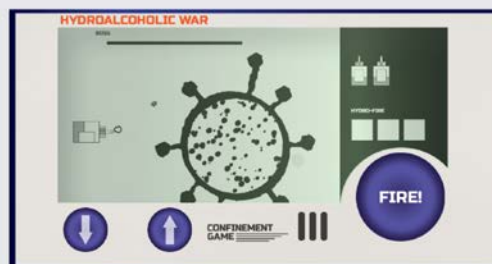 HYDROALCOHOLIC WAR
BOSS
HYDRO-FIRE
FIRE!
CONFINEMENT
GAME